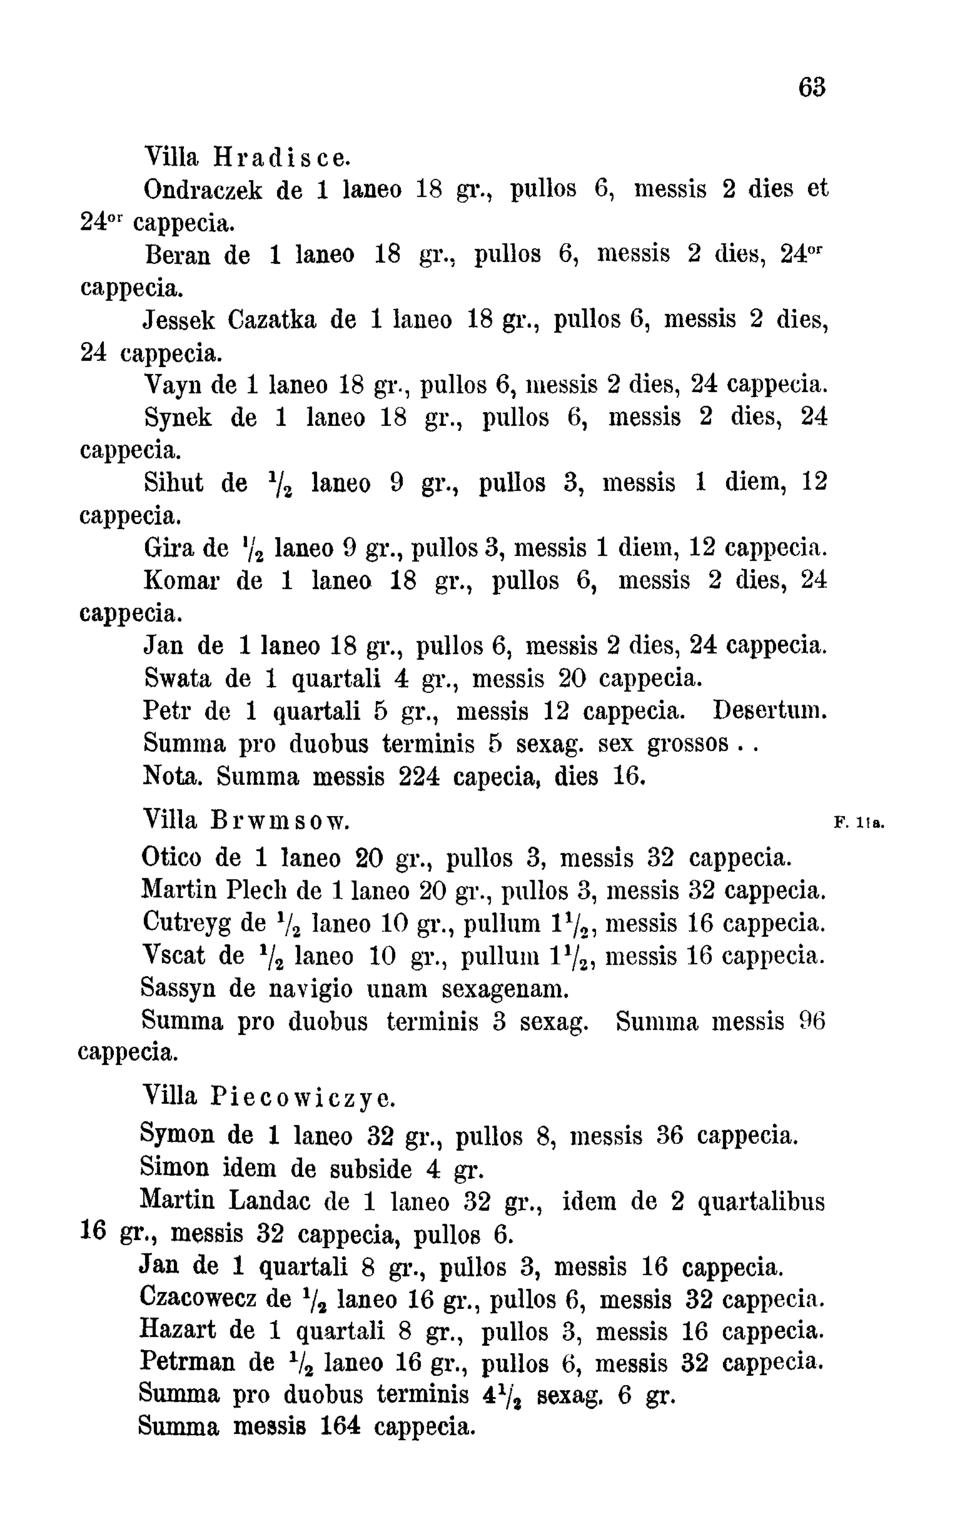 63
Villa Hradisce.
Ondraczek de 1 laneo 18 gr., pullos 6, messis 2 dies et
24or cappecia.
Beran de 1 laneo 18 gr., pullos 6, messis 2 dies, 24or
cappecia.
Jessek Cazatka de 1 laneo 18 gr., pullos 6, messis 2 dies,
24 cappecia.
Vayn de 1 laneo 18 gr., pullos 6, messis 2 dies, 24 cappecia.
Synek de 1 laneo 18 gr., pullos 6, messis 2 dies, 24
cappecia.
Sihut de 1/2 laneo 9 gr., pullos 3, messis 1 diem, 12
cappecia.
Gira de 1/2 laneo 9 gr., pullos 3, messis 1 diem, 12 cappecia.
Komar de 1 laneo 18 gr., pullos 6, messis 2 dies, 24
cappecia.
Jan de 1 laneo 18 gr., pullos 6, messis 2 dies, 24 cappecia.
Swata de 1 quartali 4 gr., messis 20 cappecia.
Petr de 1 quartali 5 gr., messis 12 cappecia. Desertum.
Summa pro duobus terminis 5 sexag. sex grossos . .
Nota. Summa messis 224 capecia, dies 16.
Villa Brwmsow. F. 11a.
Otico de 1 laneo 20 gr., pullos 3, messis 32 cappecia.
Martin Plech de 1 laneo 20 gr., pullos 3, messis 32 cappecia.
Cutreyg de 1/2 laneo 10 gr., pullum 1 1/2, messis 16 cappecia.
Vscat de 1/2 laneo 10 gr., pullum 1 1/2, messis 16 cappecia.
Sassyn de navigio unam sexagenam.
Summa pro duobus terminis 3 sexag. Summa messis 96
cappecia.
Villa Piecowiczye.
Symon de 1 laneo 32 gr., pullos 8, messis 36 cappecia.
Simon idem de subside 4 gr.
Martin Landac de 1 laneo 32 gr., idem de 2 quartalibus
16 gr., messis 32 cappecia, pullos 6.
Jan de 1 quartali 8 gr., pullos 3, messis 16 cappecia.
Czacowecz de 1/2 laneo 16 gr., pullos 6, messis 32 cappecia.
Hazart de 1 quartali 8 gr., pullos 3, messis 16 cappecia.
Petrman de 1/2 laneo 16 gr., pullos 6, messis 32 cappecia.
Summa pro duobus terminis 4 1/2 sexag. 6 gr.
Summa messis 164 cappecia.